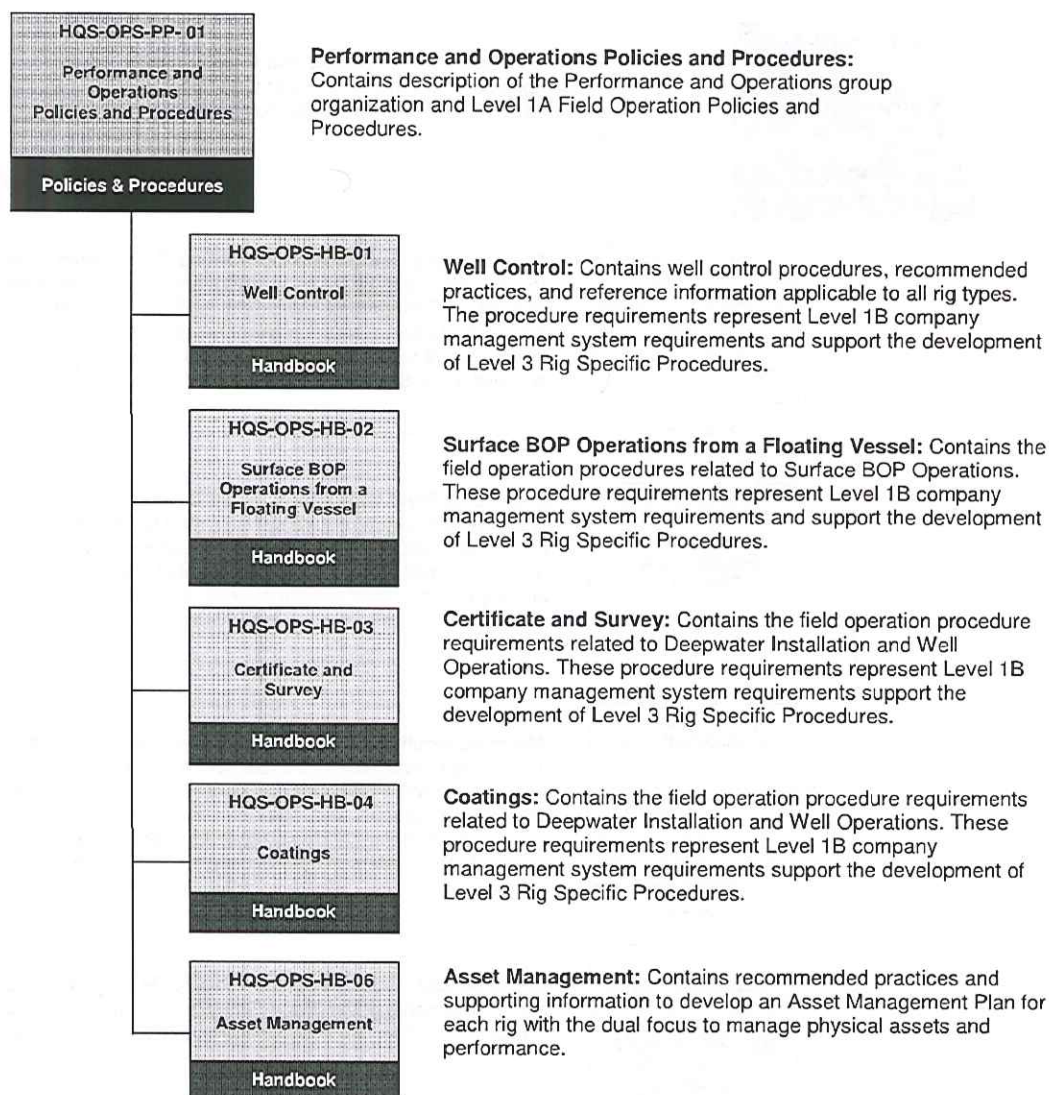 HQS-OPS-PP- 01
Performance and
Operations
Policies and Procedures
Policies & Procedures
Performance and Operations Policies and Procedures:
Contains description of the Performance and Operations group
organization and Level 1A Field Operation Policies and
Procedures.
HQS-OPS-HB-01
Well Control
Handbook
Well Control: Contains well control procedures, recommended
practices, and reference information applicable to all rig types.
The procedure requirements represent Level 1B company
management system requirements and support the development
of Level 3 Rig Specific Procedures.
HQS-OPS-HB-02
Surface BOP
Operations from a
Floating Vessel
Handbook
Surface BOP Operations from a Floating Vessel: Contains the
field operation procedures related to Surface BOP Operations.
These procedure requirements represent Level 1B company
management system requirements and support the development
of Level 3 Rig Specific Procedures.
HQS-OPS-HB-03
Certificate and
Survey
Handbook
Certificate and Survey: Contains the field operation procedure
requirements related to Deepwater Installation and Well
Operations. These procedure requirements represent Level 1B
company management system requirements support the
development of Level 3 Rig Specific Procedures.
HQS-OPS-HB-04
Coatings
Handbook
Coatings: Contains the field operation procedure requirements
related to Deepwater Installation and Well Operations. These
procedure requirements represent Level 1B company
management system requirements support the development of
Level 3 Rig Specific Procedures.
HQS-OPS-HB-06
Asset Management
Handbook
Asset Management: Contains recommended practices and
supporting information to develop an Asset Management Plan for
each rig with the dual focus to manage physical assets and
performance.